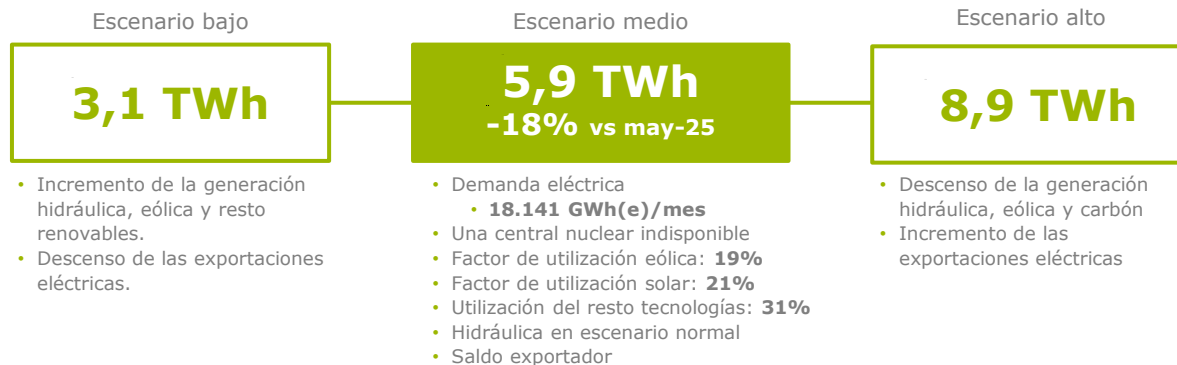 Escenario bajo
3,1 TWh
• Incremento de la generación
hidráulica, eólica y resto
renovables.
• Descenso de las exportaciones
eléctricas.
Escenario medio
5,9 TWh
-18% vs may-25
• Demanda eléctrica
• 18.141 GWh(e)/mes
• Una central nuclear indisponible
• Factor de utilización eólica: 19%
• Factor de utilización solar: 21%
• Utilización del resto tecnologías: 31%
• Hidráulica en escenario normal
• Saldo exportador
Escenario alto
8,9 TWh
• Descenso de la generación
hidráulica, eólica y carbón
• Incremento de las
exportaciones eléctricas